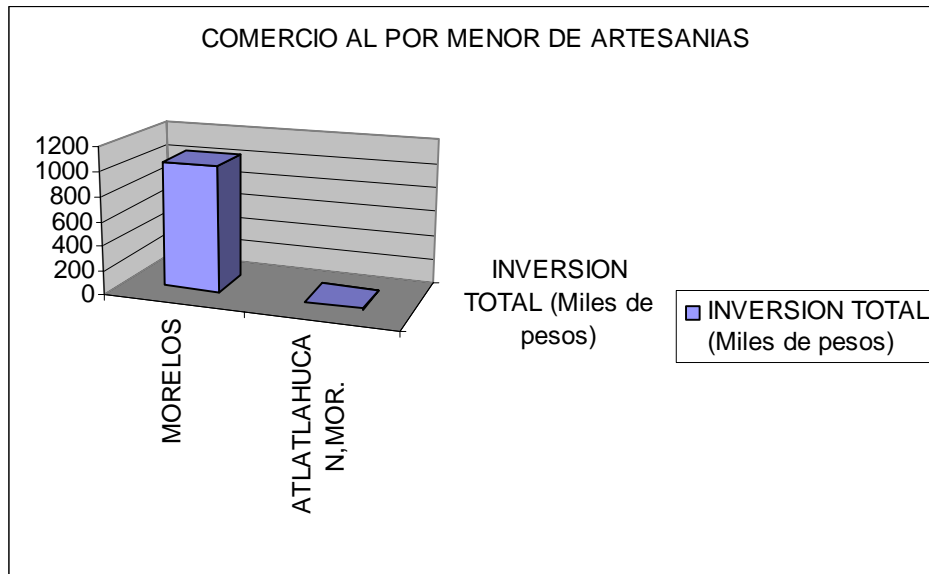 COMERCIO AL POR MENOR DE ARTESANIAS
1200
1000
800
600
400
200
0
MORELOS
ATLATLAHUCA
N,MOR.
INVERSION
TOTAL (Miles de
pesos)
INVERSION TOTAL
(Miles de pesos)